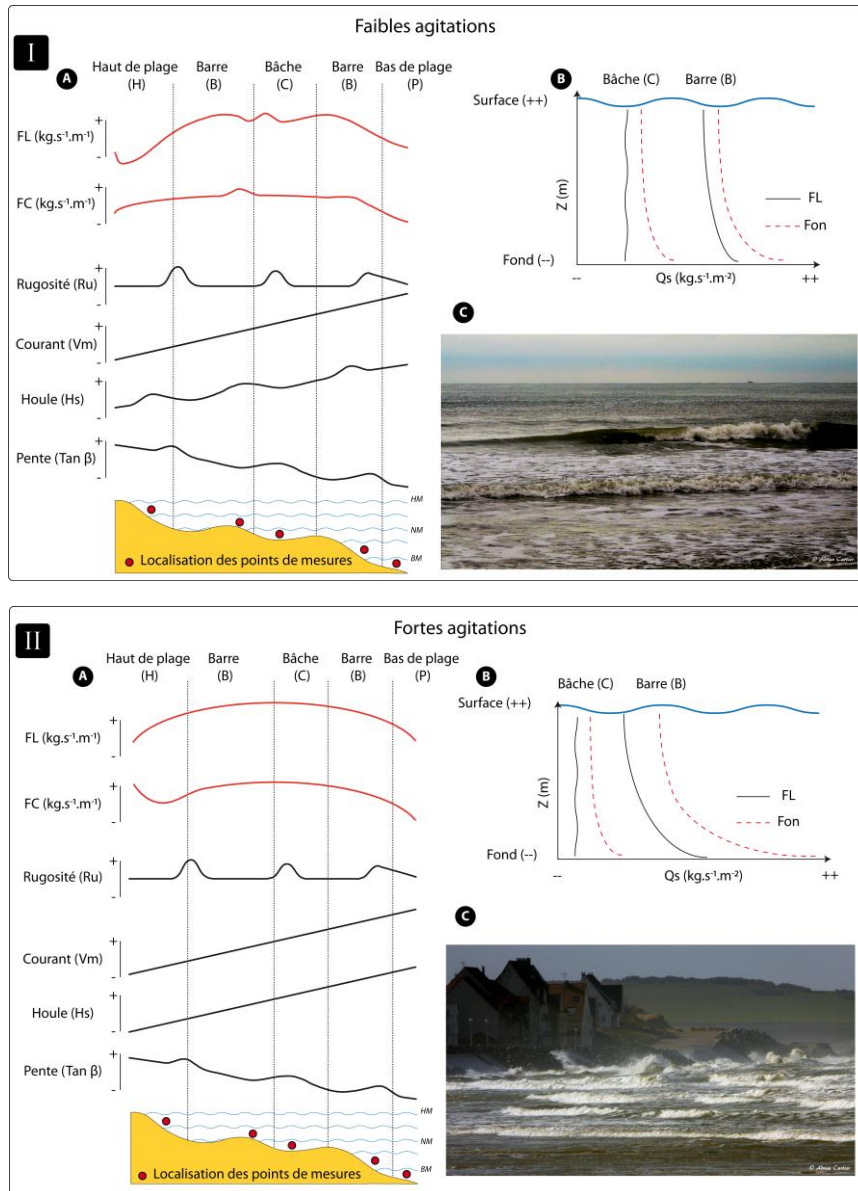 Faibles agitations
I
A
Haut de plage (H)
Barre (B)
Bâche (C)
Barre (B)
Bas de plage (P)
FL (kg.s⁻¹.m⁻¹)
+
-
FC (kg.s⁻¹.m⁻¹)
+
-
Rugosité (Ru)
+
-
Courant (Vm)
+
-
Houle (Hs)
+
-
Pente (Tan β)
+
-
HM
NM
BM
Localisation des points de mesures
B
Bâche (C)
Barre (B)
Surface (++)
Z (m)
FL
Fon
Fond (--)
--
Qs (kg.s⁻¹.m⁻²)
++
C
© Adrien Cartier
Fortes agitations
II
A
Haut de plage (H)
Barre (B)
Bâche (C)
Barre (B)
Bas de plage (P)
FL (kg.s⁻¹.m⁻¹)
+
-
FC (kg.s⁻¹.m⁻¹)
+
-
Rugosité (Ru)
+
-
Courant (Vm)
+
-
Houle (Hs)
+
-
Pente (Tan β)
+
-
HM
NM
BM
Localisation des points de mesures
B
Bâche (C)
Barre (B)
Surface (++)
Z (m)
FL
Fon
Fond (--)
--
Qs (kg.s⁻¹.m⁻²)
++
C
© Adrien Cartier